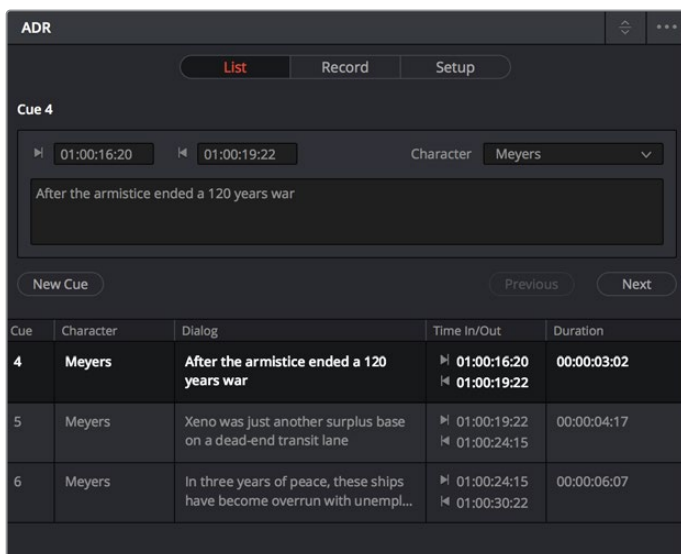 ADR
List Record Setup
Cue 4
01:00:16:20 01:00:19:22 Character Meyers
After the armistice ended a 120 years war
New Cue Previous Next
Cue Character Dialog Time In/Out Duration
4 Meyers After the armistice ended a 120 01:00:16:20 00:00:03:02
years war 01:00:19:22
5 Meyers Xeno was just another surplus base 01:00:19:22 00:00:04:17
on a dead-end transit lane 01:00:24:15
6 Meyers In three years of peace, these ships 01:00:24:15 00:00:06:07
have become overrun with unempl... 01:00:30:22